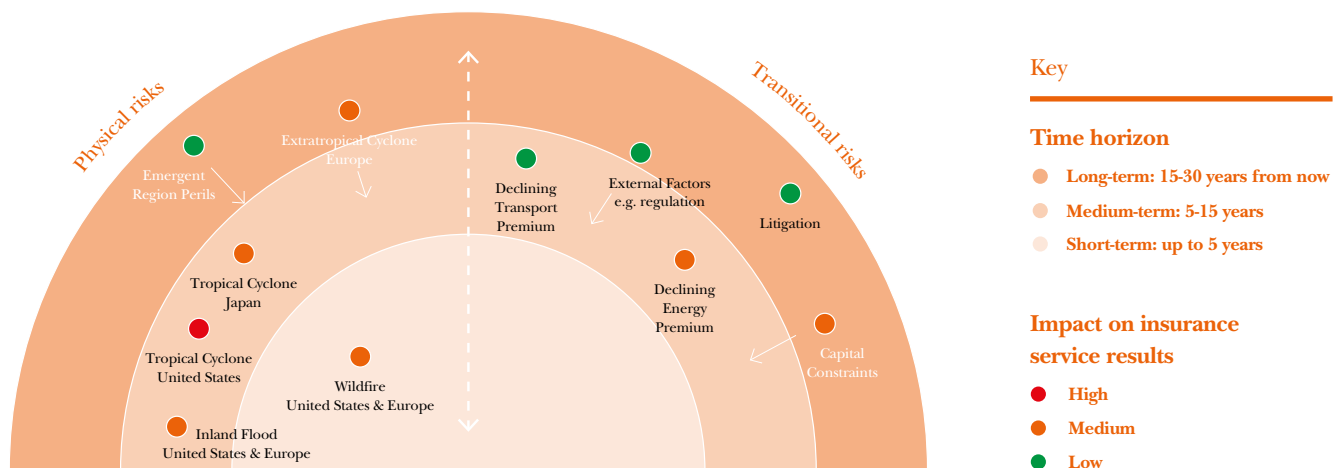 Physical risks
Transitional risks
Extratropical Cyclone
Europe
Emergent
Region Perils
Declining
Transport
Premium
External Factors
e.g. regulation
Litigation
Tropical Cyclone
Japan
Declining
Energy
Premium
Tropical Cyclone
United States
Capital
Constraints
Wildfire
United States & Europe
Inland Flood
United States & Europe
Key
Time horizon
Long-term: 15-30 years from now
Medium-term: 5-15 years
Short-term: up to 5 years
Impact on insurance
service results
High
Medium
Low